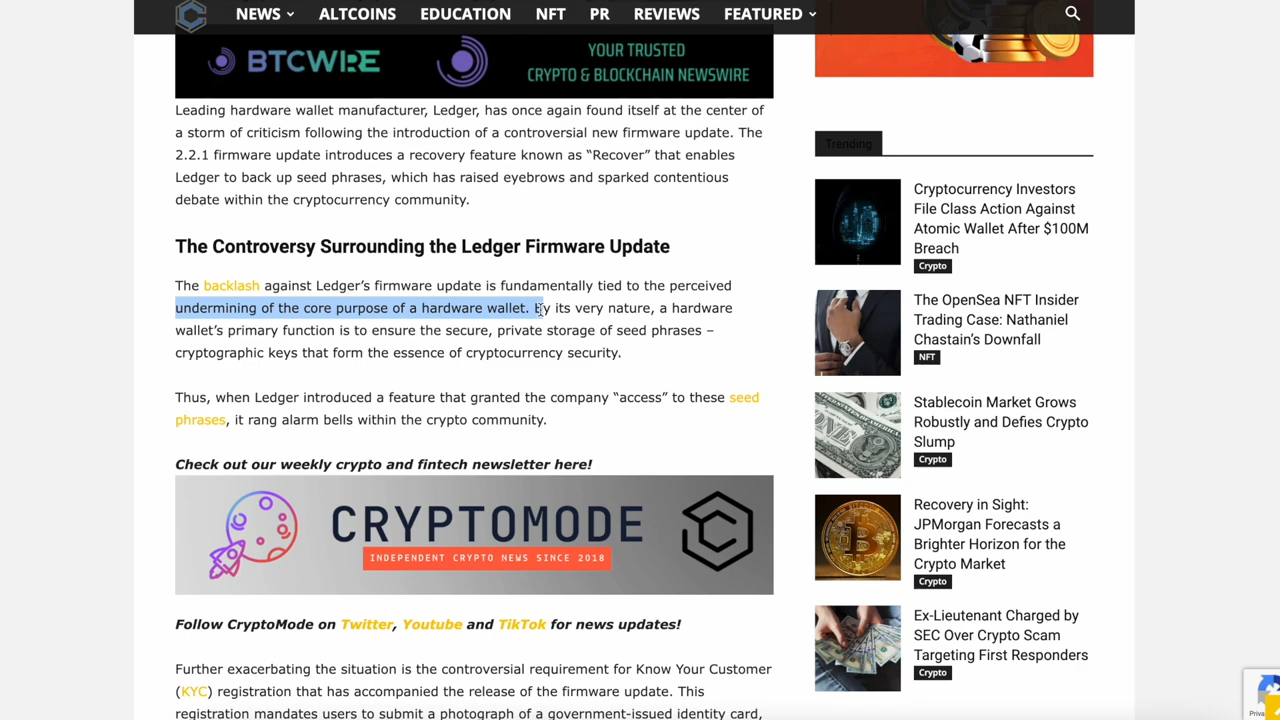 NEWS
ALTCOINS
EDUCATION
NFT
PR
REVIEWS
FEATURED
BTCWIRE
YOUR TRUSTED
CRYPTO & BLOCKCHAIN NEWSWIRE
Leading hardware wallet manufacturer, Ledger, has once again found itself at the center of
a storm of criticism following the introduction of a controversial new firmware update. The
2.2.1 firmware update introduces a recovery feature known as “Recover” that enables
Ledger to back up seed phrases, which has raised eyebrows and sparked contentious
debate within the cryptocurrency community.
The Controversy Surrounding the Ledger Firmware Update
The backlash against Ledger’s firmware update is fundamentally tied to the perceived
undermining of the core purpose of a hardware wallet. By its very nature, a hardware
wallet’s primary function is to ensure the secure, private storage of seed phrases –
cryptographic keys that form the essence of cryptocurrency security.
Thus, when Ledger introduced a feature that granted the company “access” to these seed
phrases, it rang alarm bells within the crypto community.
Check out our weekly crypto and fintech newsletter here!
CRYPTOMODE
INDEPENDENT CRYPTO NEWS SINCE 2018
Follow CryptoMode on Twitter, Youtube and TikTok for news updates!
Further exacerbating the situation is the controversial requirement for Know Your Customer
(KYC) registration that has accompanied the release of the firmware update. This
registration mandates users to submit a photograph of a government-issued identity card,
Trending
Cryptocurrency Investors
File Class Action Against
Atomic Wallet After $100M
Breach
Crypto
The OpenSea NFT Insider
Trading Case: Nathaniel
Chastain’s Downfall
NFT
Stablecoin Market Grows
Robustly and Defies Crypto
Slump
Crypto
Recovery in Sight:
JPMorgan Forecasts a
Brighter Horizon for the
Crypto Market
Crypto
Ex-Lieutenant Charged by
SEC Over Crypto Scam
Targeting First Responders
Crypto